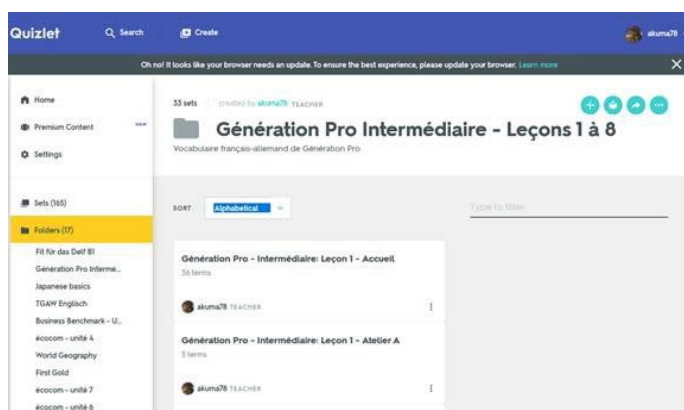 Quizlet
Search
Create
akuma78
Oh no! It looks like your browser needs an update. To ensure the best experience, please update your browser. Learn more
Home
Premium Content NEW
Settings
Sets (165)
Folders (17)
Fit für das Delf B1
Génération Pro Interme...
Japanese basics
TGAW Englisch
Business Benchmark - U...
écocom - unité 4
World Geography
First Gold
écocom - unité 7
écocom - unité 6
33 sets created by akuma78 TEACHER
Génération Pro Intermédiaire - Leçons 1 à 8
Vocabulaire français-allemand de Génération Pro
SORT Alphabetical
Type to filter
Génération Pro - Intermédiaire: Leçon 1 - Accueil
36 terms
akuma78 TEACHER
Génération Pro - Intermédiaire: Leçon 1 - Atelier A
akuma78 TEACHER